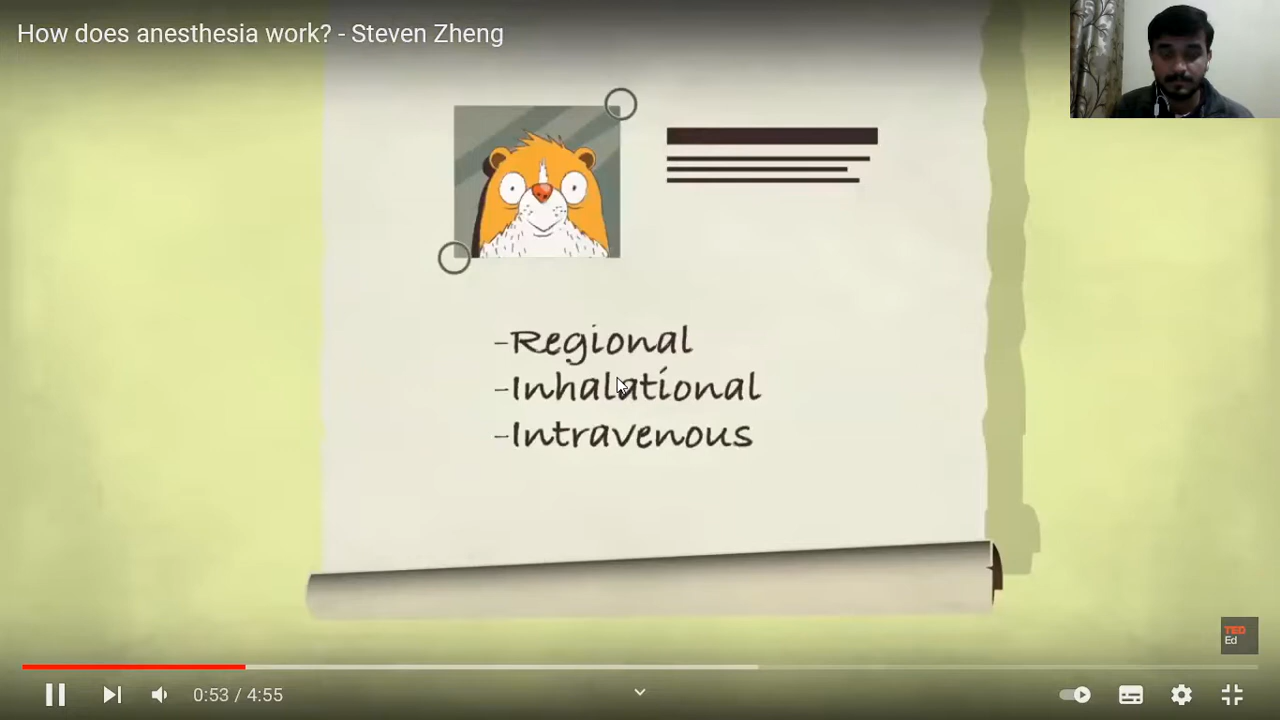 How does anesthesia work? - Steven Zheng
-Regional
-Inhalational
-Intravenous
TED
Ed
0:53 / 4:55